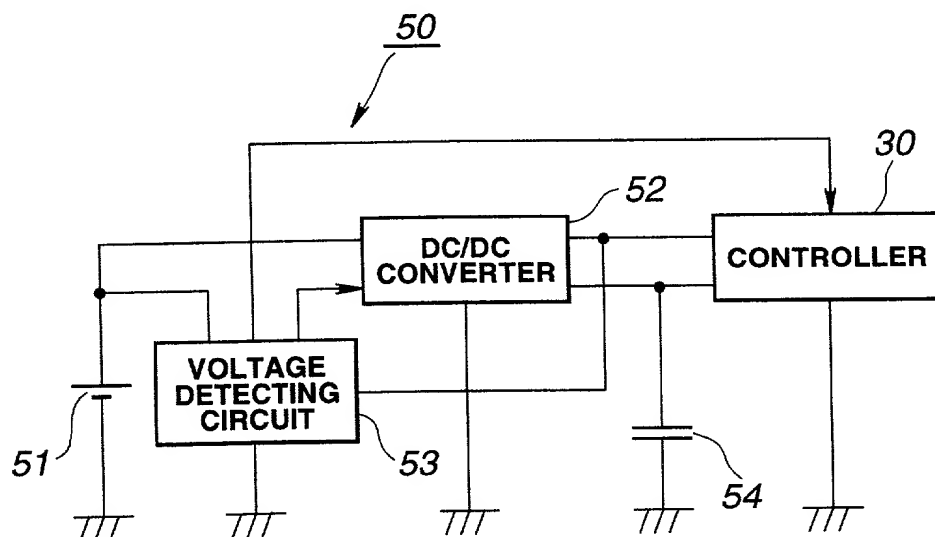 50
30
52
DC/DC
CONVERTER
CONTROLLER
VOLTAGE
DETECTING
CIRCUIT
51
53
54